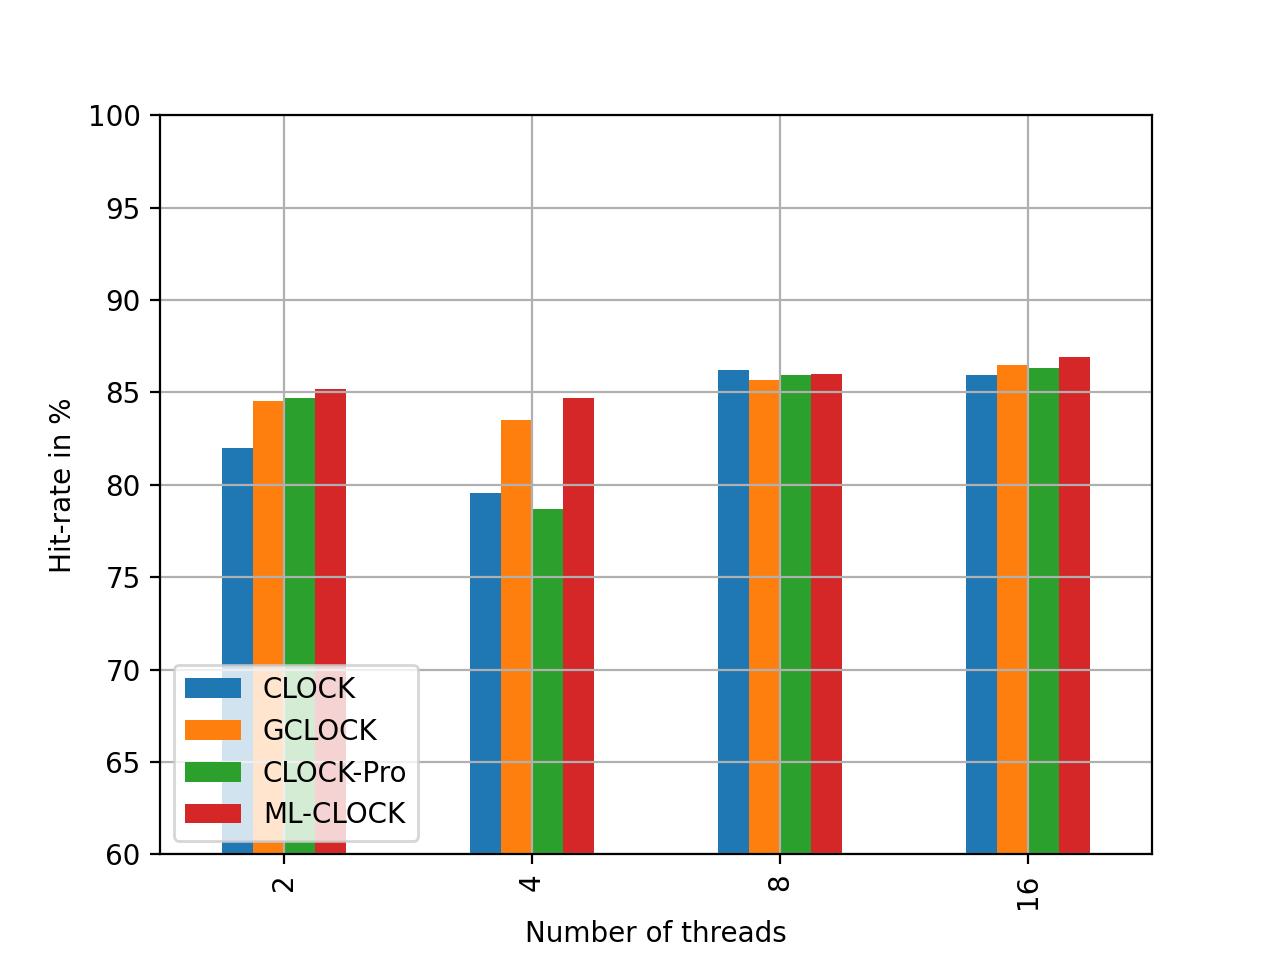 100
95
90
85
80
75
70
65
60
Hit-rate in %
CLOCK
GCLOCK
CLOCK-Pro
ML-CLOCK
2
4
8
16
Number of threads